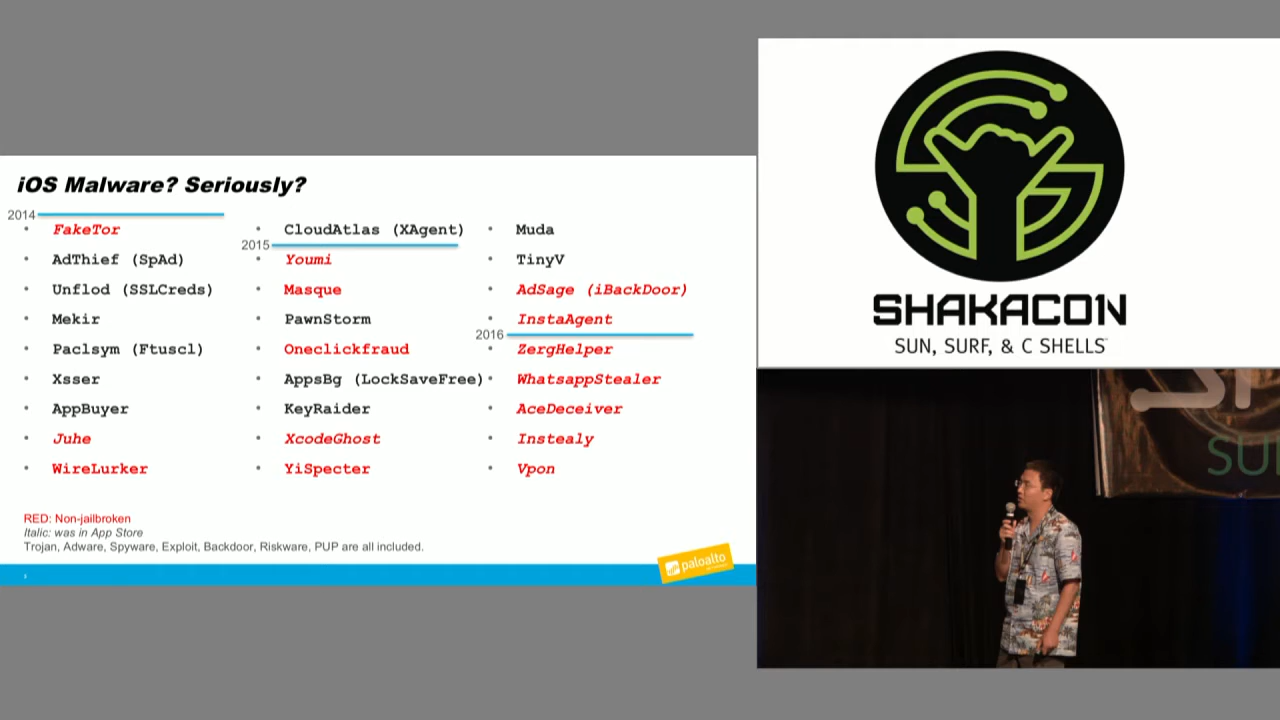 iOS Malware? Seriously?
2014
FakeTor
AdThief (SpAd)
Unflod (SSLCreds)
Mekir
Paclsym (Ftuscl)
Xsser
AppBuyer
Juhe
WireLurker
CloudAtlas (XAgent)
2015
Youmi
Masque
PawnStorm
Oneclickfraud
AppsBg (LockSaveFree)
KeyRaider
XcodeGhost
YiSpecter
Muda
TinyV
AdSage (iBackDoor)
InstaAgent
2016
ZergHelper
WhatsappStealer
AceDeceiver
Instealy
Vpon
RED: Non-jailbroken
Italic: was in App Store
Trojan, Adware, Spyware, Exploit, Backdoor, Riskware, PUP are all included.
3
paloalto
SHAKACON
SUN, SURF, & C SHELLS
SU